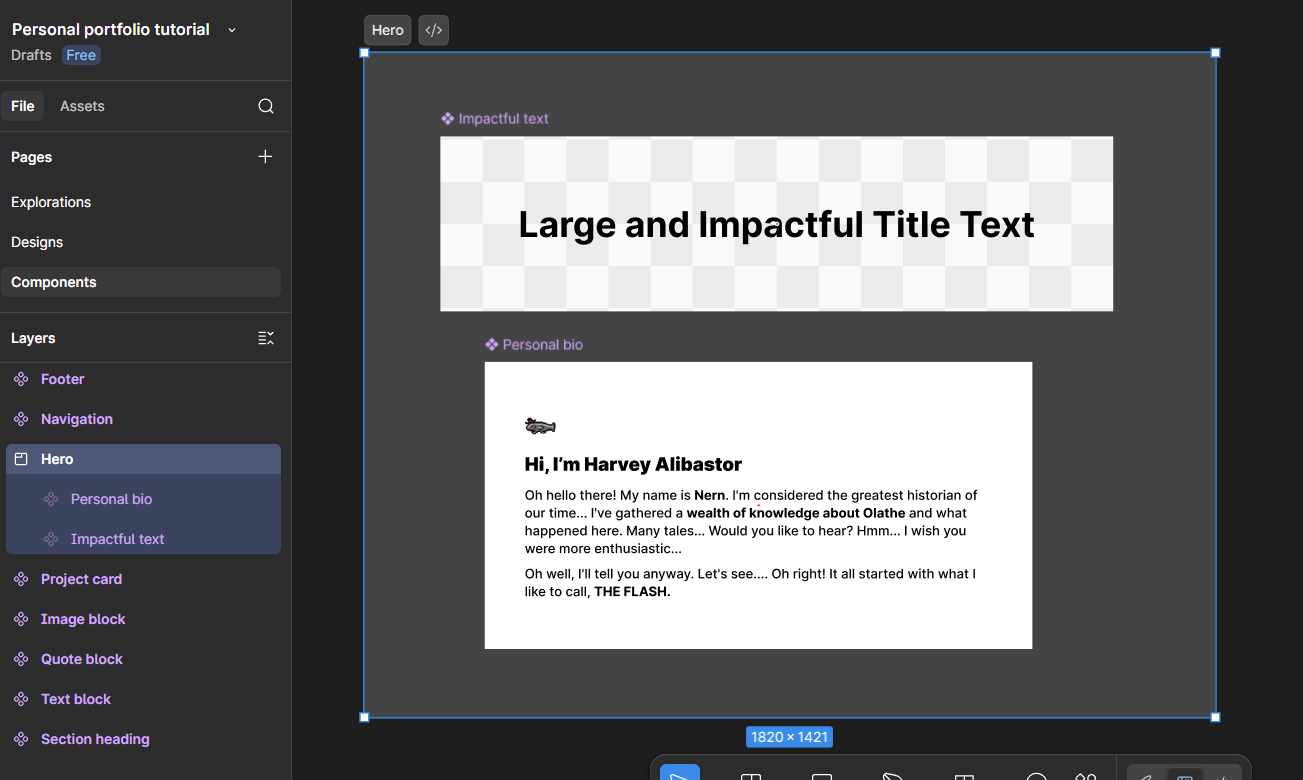 Personal portfolio tutorial
Drafts Free
File Assets
Pages
Explorations
Designs
Components
Layers
Footer
Navigation
Hero
Personal bio
Impactful text
Project card
Image block
Quote block
Text block
Section heading
Hero </>
Impactful text
Large and Impactful Title Text
Personal bio
Hi, I'm Harvey Alibastor
Oh hello there! My name is Nern. I'm considered the greatest historian of
our time... I've gathered a wealth of knowledge about Olathe and what
happened here. Many tales... Would you like to hear? Hmm... I wish you
were more enthusiastic...
Oh well, I'll tell you anyway. Let's see.... Oh right! It all started with what I
like to call, THE FLASH.
1820 × 1421